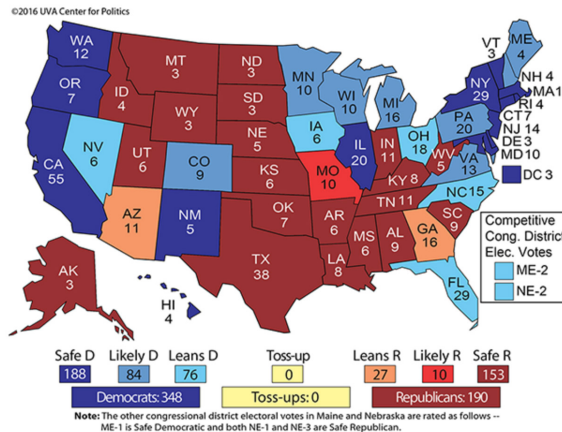 ©2016 UVA Center for Politics
WA
12
OR
7
CA
55
NV
6
ID
4
MT
3
WY
3
UT
6
AZ
11
CO
9
NM
5
ND
3
SD
3
NE
5
KS
6
OK
7
TX
38
MN
10
IA
6
MO
10
AR
6
LA
8
WI
10
IL
20
MI
16
IN
11
OH
18
KY 8
TN 11
MS
6
AL
9
GA
16
FL
29
SC
9
NC15
VA
13
WV
5
PA
20
NY
29
VT
3
ME
4
NH 4
MA11
RI 4
CT7
NJ 14
DE 3
MD10
DC 3
AK
3
HI
4
Competitive
Cong. District
Elec. Votes
ME-2
NE-2
Safe D
188
Likely D
84
Leans D
76
Toss-up
0
Leans R
27
Likely R
10
Safe R
153
Democrats: 348
Toss-ups: 0
Republicans: 190
Note: The other congressional district electoral votes in Maine and Nebraska are rated as follows --
ME-1 is Safe Democratic and both NE-1 and NE-3 are Safe Republican.